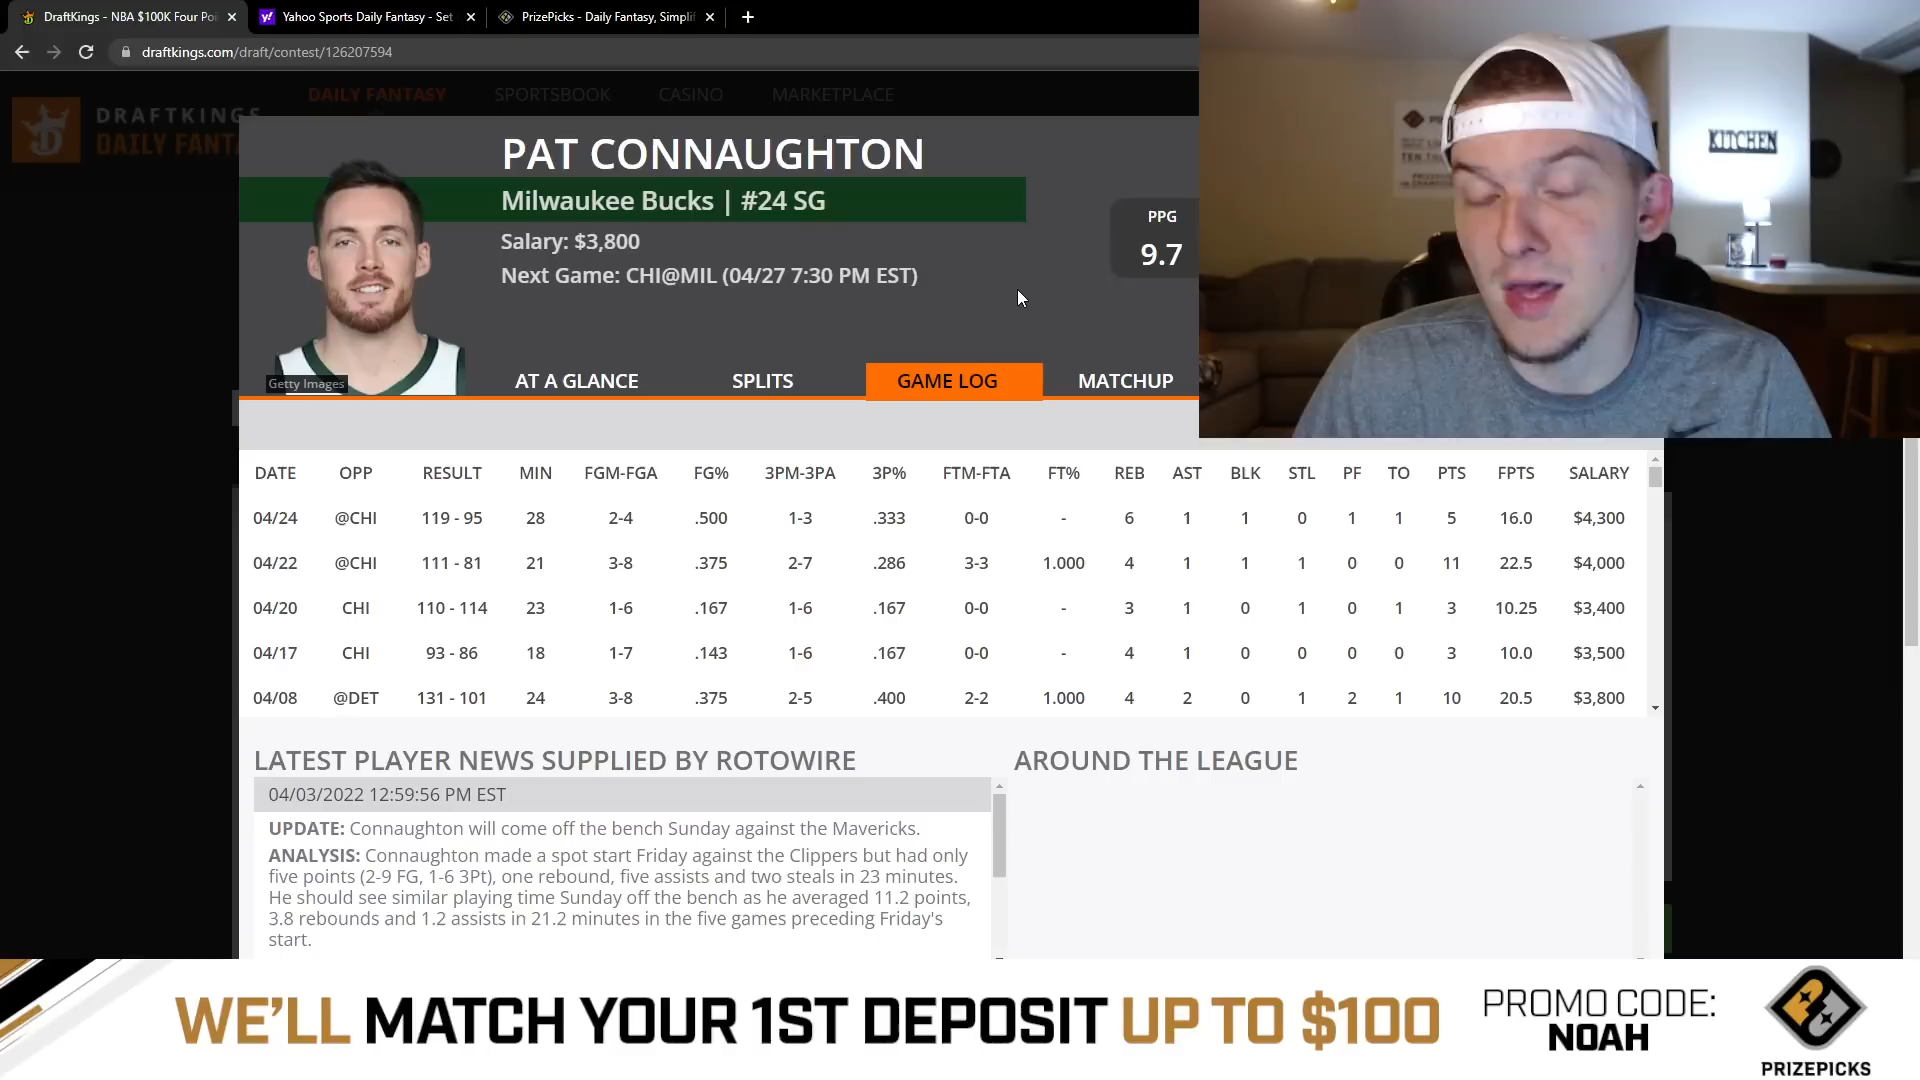 DraftKings - NBA $100K Four Poi
Yahoo Sports Daily Fantasy - Set
PrizePicks - Daily Fantasy, Simplif
draftkings.com/draft/contest/126207594
DAILY FANTASY SPORTSBOOK CASINO MARKETPLACE
DRAFTKINGS
DAILY FANTA
PAT CONNAUGHTON
Milwaukee Bucks | #24 SG
Salary: $3,800
Next Game: CHI@MIL (04/27 7:30 PM EST)
PPG
9.7
KITCHEN
Getty Images
AT A GLANCE SPLITS GAME LOG MATCHUP
DATE OPP RESULT MIN FGM-FGA FG% 3PM-3PA 3P% FTM-FTA FT% REB AST BLK STL PF TO PTS FPTS SALARY
04/24 @CHI 119 - 95 28 2-4 .500 1-3 .333 0-0 - 6 1 1 0 1 1 5 16.0 $4,300
04/22 @CHI 111 - 81 21 3-8 .375 2-7 .286 3-3 1.000 4 1 1 1 0 0 11 22.5 $4,000
04/20 CHI 110 - 114 23 1-6 .167 1-6 .167 0-0 - 3 1 0 1 0 1 3 10.25 $3,400
04/17 CHI 93 - 86 18 1-7 .143 1-6 .167 0-0 - 4 1 0 0 0 0 3 10.0 $3,500
04/08 @DET 131 - 101 24 3-8 .375 2-5 .400 2-2 1.000 4 2 0 1 2 1 10 20.5 $3,800
LATEST PLAYER NEWS SUPPLIED BY ROTOWIRE
04/03/2022 12:59:56 PM EST
UPDATE: Connaughton will come off the bench Sunday against the Mavericks.
ANALYSIS: Connaughton made a spot start Friday against the Clippers but had only
five points (2-9 FG, 1-6 3Pt), one rebound, five assists and two steals in 23 minutes.
He should see similar playing time Sunday off the bench as he averaged 11.2 points,
3.8 rebounds and 1.2 assists in 21.2 minutes in the five games preceding Friday's
start.
AROUND THE LEAGUE
WE'LL MATCH YOUR 1ST DEPOSIT UP TO $100
PROMO CODE:
NOAH
PRIZEPICKS